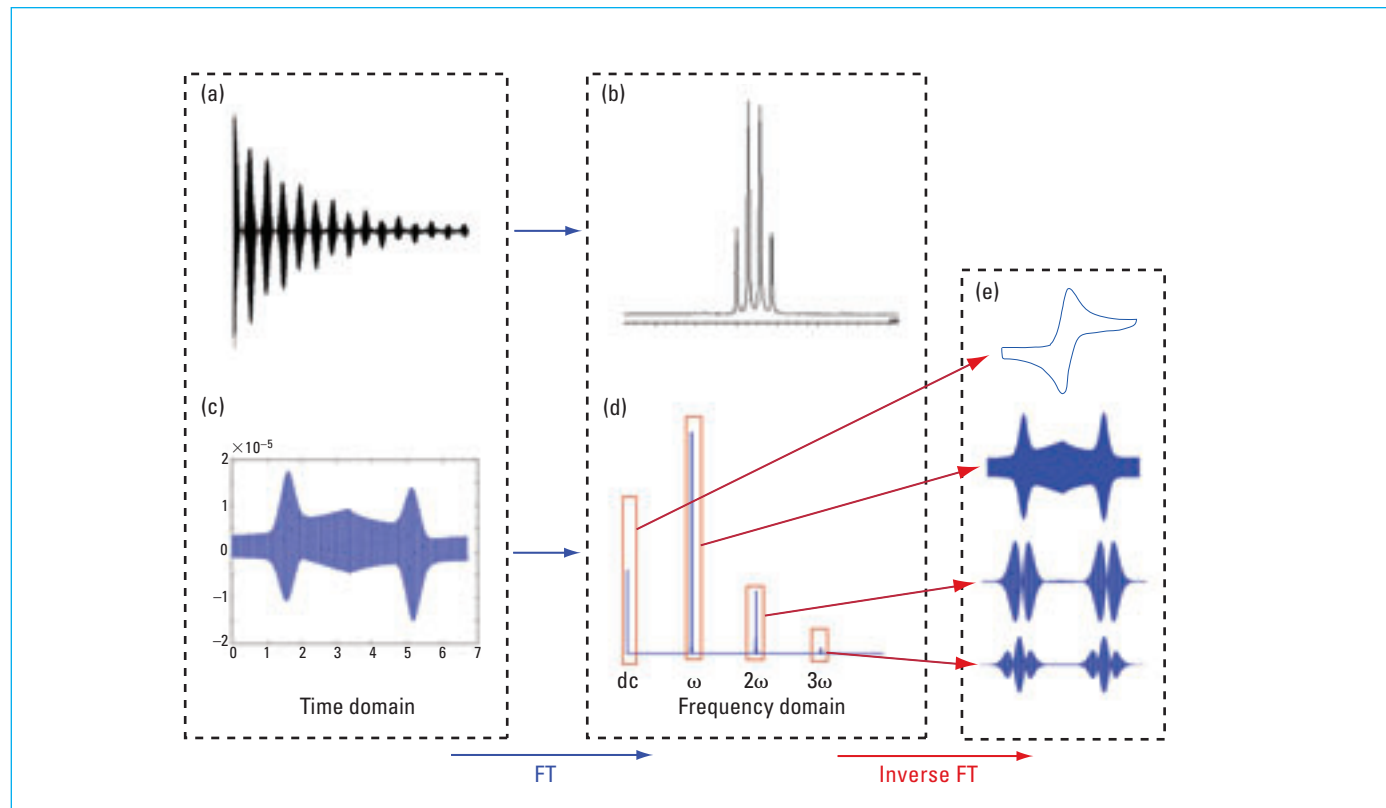 (a)
(b)
(c)
×10⁻⁵
2
1
0
−1
−2
0 1 2 3 4 5 6 7
Time domain
(d)
dc ω 2ω 3ω
Frequency domain
(e)
FT
Inverse FT